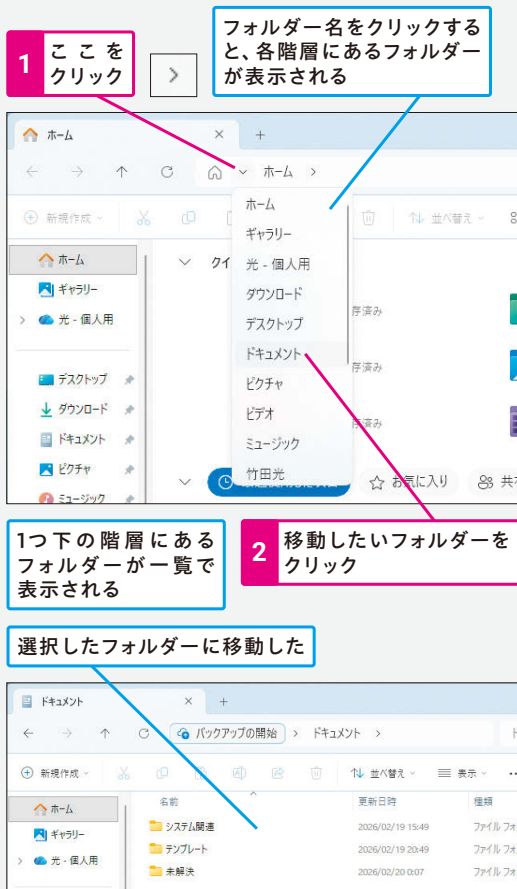 フォルダー名をクリックする
と、各階層にあるフォルダー
が表示される
1
ここを
クリック
ホーム
ホーム
新規作成
並べ替え
ホーム
ギャラリー
光 - 個人用
デスクトップ
ダウンロード
ドキュメント
ピクチャ
ミュージック
クイ
ホーム
ギャラリー
光 - 個人用
ダウンロード
デスクトップ
ドキュメント
ピクチャ
ビデオ
ミュージック
竹田光
存済み
存済み
存済み
お気に入り
1つ下の階層にある
フォルダーが一覧で
表示される
2
移動したいフォルダーを
クリック
選択したフォルダーに移動した
ドキュメント
バックアップの開始 > ドキュメント >
新規作成
並べ替え
表示
ホーム
ギャラリー
光 - 個人用
名前 更新日時 種類
システム関連 2026/02/19 15:49 ファイル フォ
テンプレート 2026/02/19 20:49 ファイル フォ
未解決 2026/02/20 0:07 ファイル フォ